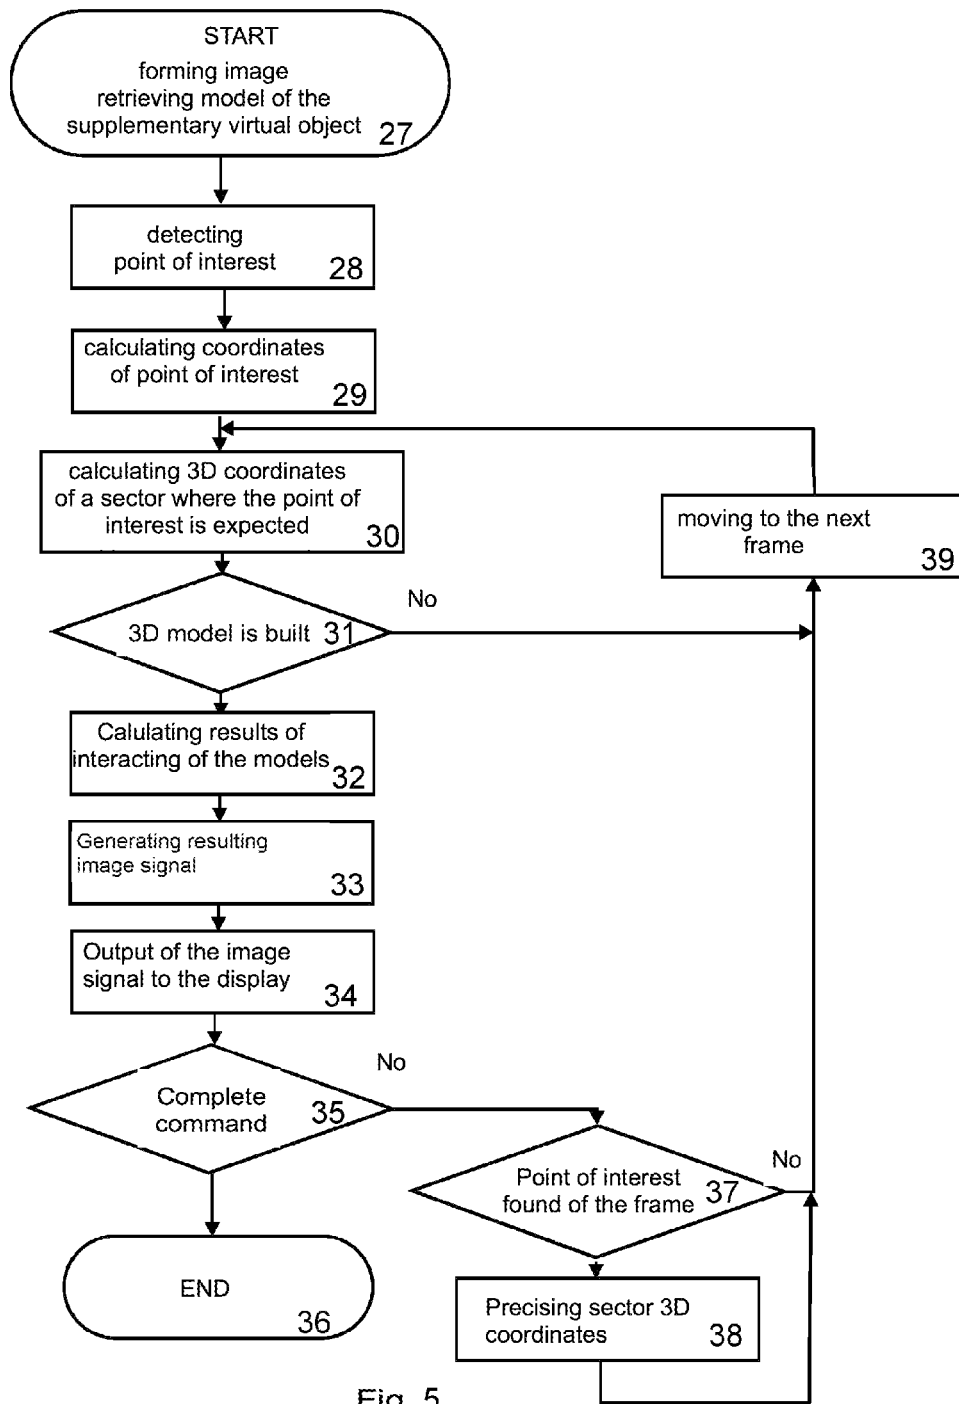 START
forming image
retrieving model of the
supplementary virtual object 27
detecting
point of interest 28
calculating coordinates
of point of interest
29
calculating 3D coordinates
of a sector where the point of
interest is expected 30
moving to the next
frame 39
No
3D model is built 31
Calulating results of
interacting of the models 32
Generating resulting
image signal 33
Output of the image
signal to the display 34
No
Complete
command 35
No
Point of interest
found of the frame 37
END
36
Precising sector 3D
coordinates 38
Fig. 5